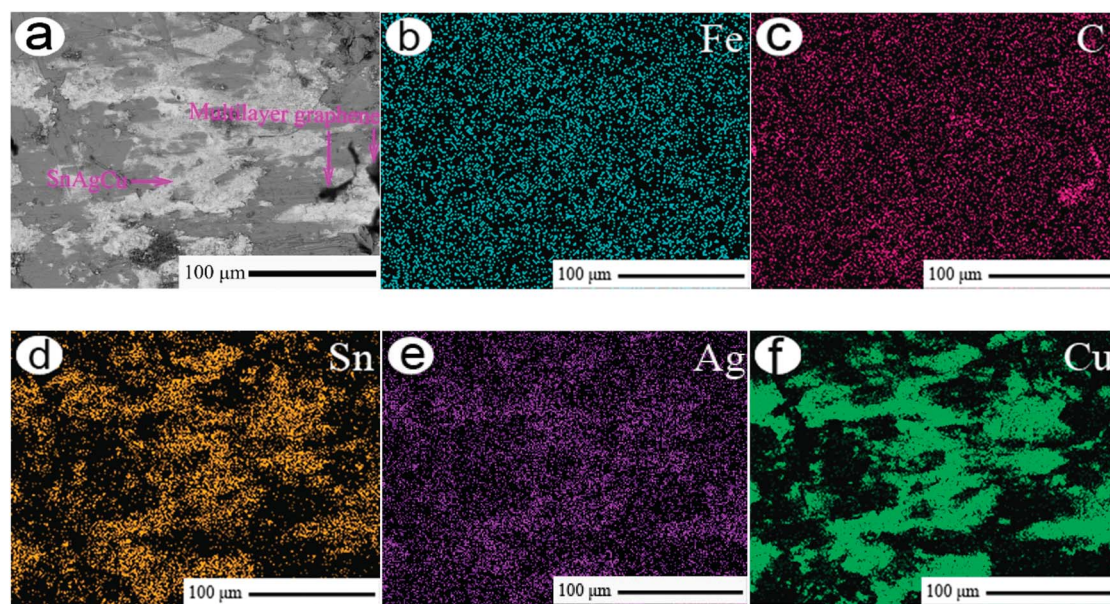 a
Multilayer graphene
SnAgCu
100 μm
b
Fe
100 μm
c
C
100 μm
d
Sn
100 μm
e
Ag
100 μm
f
Cu
100 μm